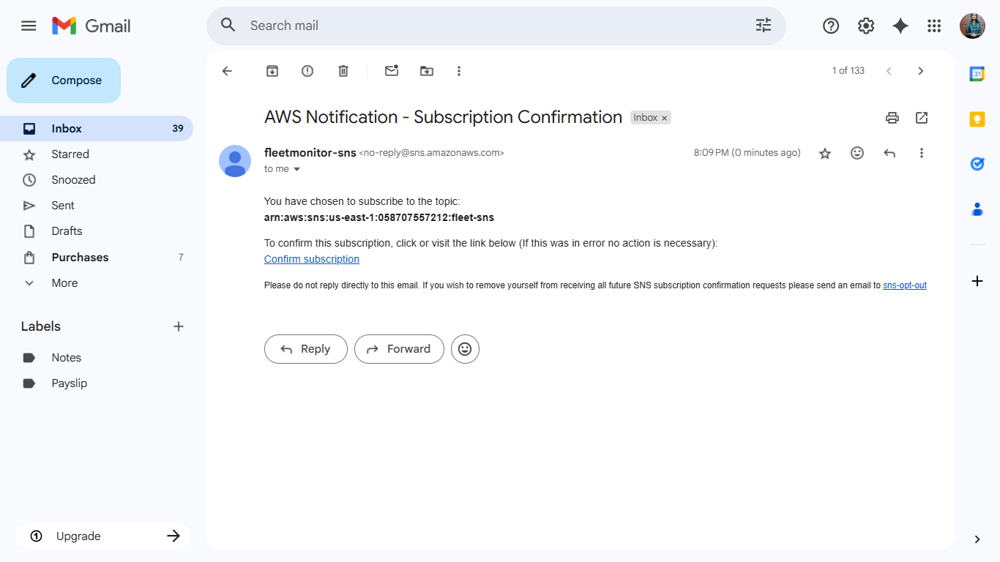 Gmail
Search mail
Compose
1 of 133
Inbox 39
Starred
Snoozed
Sent
Drafts
Purchases 7
More
Labels
Notes
Payslip
Upgrade
AWS Notification - Subscription Confirmation Inbox ×
fleetmonitor-sns <no-reply@sns.amazonaws.com> 8:09 PM (0 minutes ago)
to me
You have chosen to subscribe to the topic:
arn:aws:sns:us-east-1:058707557212:fleet-sns
To confirm this subscription, click or visit the link below (If this was in error no action is necessary):
Confirm subscription
Please do not reply directly to this email. If you wish to remove yourself from receiving all future SNS subscription confirmation requests please send an email to sns-opt-out
Reply Forward
31